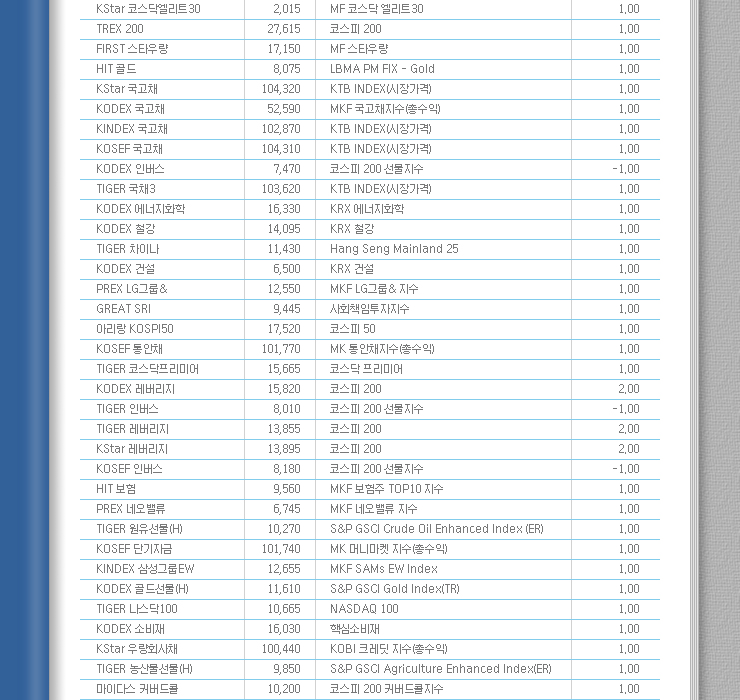 KStar 코스닥엘리트30 2,015 MF 코스닥 엘리트30 1.00
TREX 200 27,615 코스피 200 1.00
FIRST 스타우량 17,150 MF 스타우량 1.00
HIT 골드 8,075 LBMA PM FIX - Gold 1.00
KStar 국고채 104,320 KTB INDEX(시장가격) 1.00
KODEX 국고채 52,590 MKF 국고채지수(총수익) 1.00
KINDEX 국고채 102,870 KTB INDEX(시장가격) 1.00
KOSEF 국고채 104,310 KTB INDEX(시장가격) 1.00
KODEX 인버스 7,470 코스피 200 선물지수 -1.00
TIGER 국채3 103,620 KTB INDEX(시장가격) 1.00
KODEX 에너지화학 16,330 KRX 에너지화학 1.00
KODEX 철강 14,095 KRX 철강 1.00
TIGER 차이나 11,430 Hang Seng Mainland 25 1.00
KODEX 건설 6,500 KRX 건설 1.00
PREX LG그룹& 12,550 MKF LG그룹& 지수 1.00
GREAT SRI 9,445 사회책임투자지수 1.00
아리랑 KOSPI50 17,520 코스피 50 1.00
KOSEF 통안채 101,770 MK 통안채지수(총수익) 1.00
TIGER 코스닥프리미어 15,665 코스닥 프리미어 1.00
KODEX 레버리지 15,820 코스피 200 2.00
TIGER 인버스 8,010 코스피 200 선물지수 -1.00
TIGER 레버리지 13,855 코스피 200 2.00
KStar 레버리지 13,895 코스피 200 2.00
KOSEF 인버스 8,180 코스피 200 선물지수 -1.00
HIT 보험 9,560 MKF 보험주 TOP10 지수 1.00
PREX 네오밸류 6,745 MKF 네오밸류 지수 1.00
TIGER 원유선물(H) 10,270 S&P GSCI Crude Oil Enhanced Index (ER) 1.00
KOSEF 단기자금 101,740 MK 머니마켓 지수(총수익) 1.00
KINDEX 삼성그룹EW 12,655 MKF SAMs EW Index 1.00
KODEX 골드선물(H) 11,610 S&P GSCI Gold Index(TR) 1.00
TIGER 나스닥100 10,665 NASDAQ 100 1.00
KODEX 소비재 16,030 핵심소비재 1.00
KStar 우량회사채 100,440 KOBI 크레딧 지수(총수익) 1.00
TIGER 농산물선물(H) 9,850 S&P GSCI Agriculture Enhanced Index(ER) 1.00
마이다스 커버드콜 10,200 코스피 200 커버드콜지수 1.00